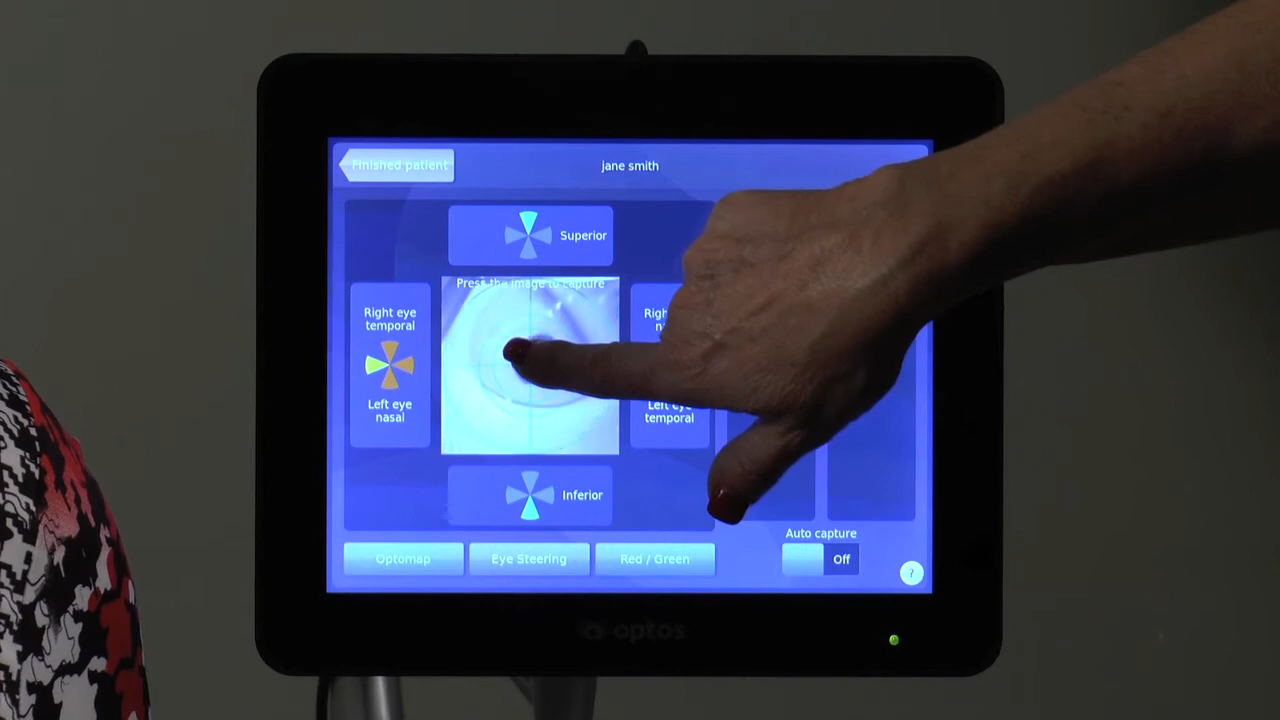 Finished patient
jane smith
Superior
Press the image to capture
Right eye
temporal
Left eye
nasal
Left eye
temporal
Inferior
Optomap
Eye Steering
Red / Green
Auto capture
Off
?
optos